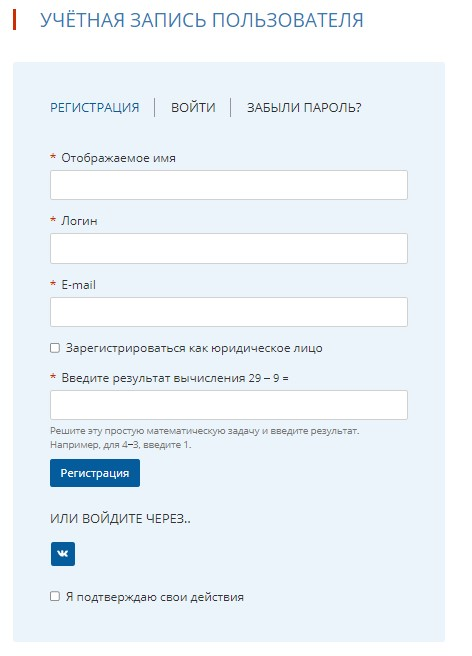 УЧЁТНАЯ ЗАПИСЬ ПОЛЬЗОВАТЕЛЯ
РЕГИСТРАЦИЯ ВОЙТИ ЗАБЫЛИ ПАРОЛЬ?
* Отображаемое имя
* Логин
* E-mail
Зарегистрироваться как юридическое лицо
* Введите результат вычисления 29 – 9 =
Решите эту простую математическую задачу и введите результат.
Например, для 4−3, введите 1.
Регистрация
ИЛИ ВОЙДИТЕ ЧЕРЕЗ..
Я подтверждаю свои действия